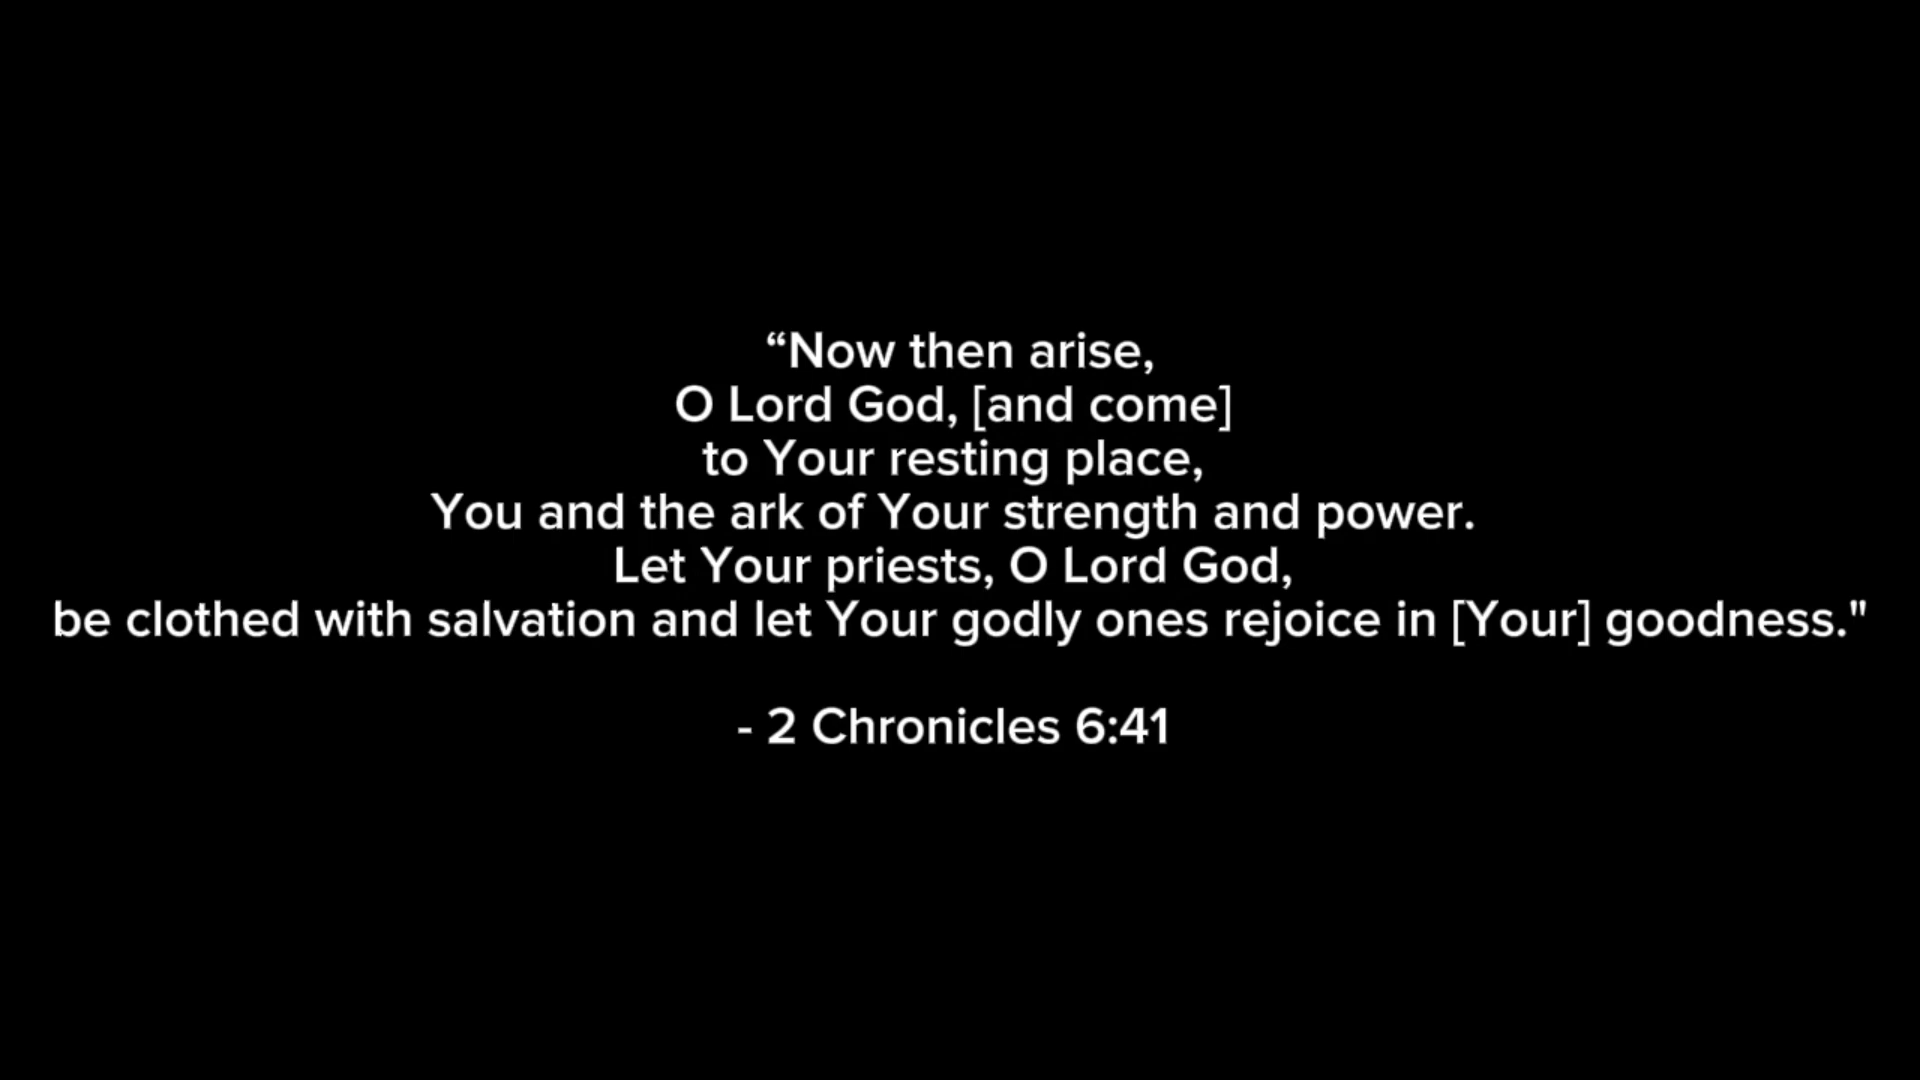 “Now then arise,
O Lord God, [and come]
to Your resting place,
You and the ark of Your strength and power.
Let Your priests, O Lord God,
be clothed with salvation and let Your godly ones rejoice in [Your] goodness."
- 2 Chronicles 6:41